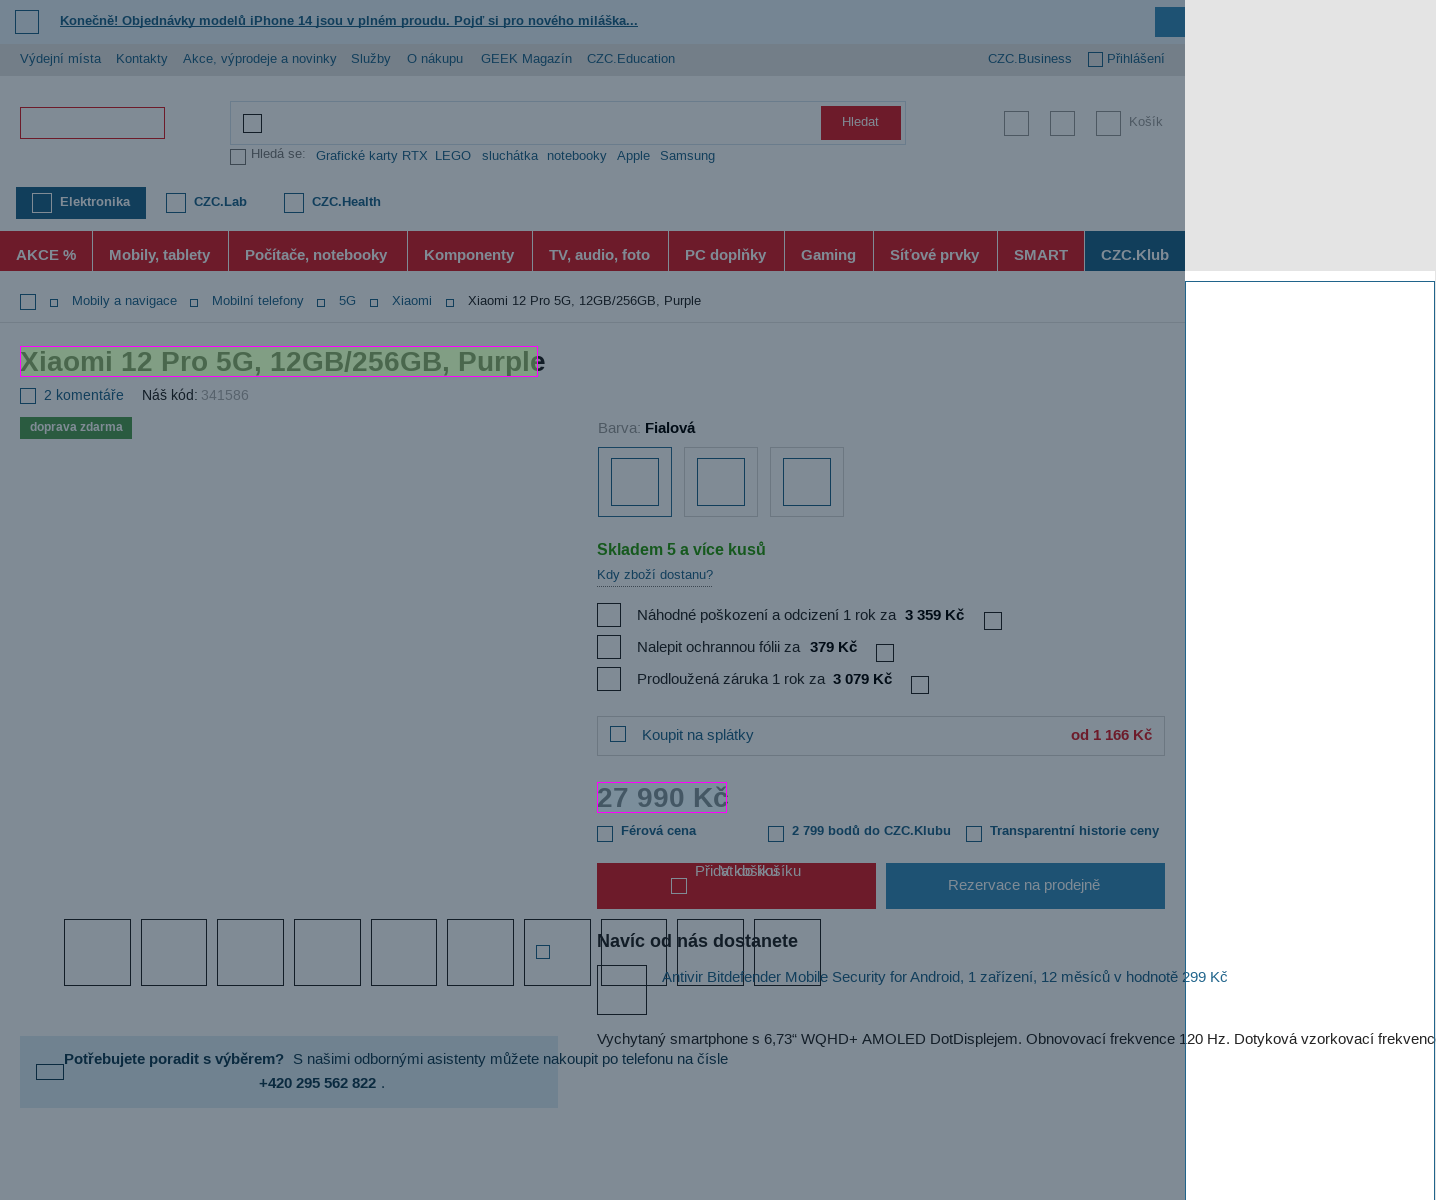 Konečně! Objednávky modelů iPhone 14 jsou v plném proudu. Pojď si pro nového miláška...
Výdejní místa Kontakty Akce, výprodeje a novinky Služby O nákupu GEEK Magazín CZC.Education CZC.Business Přihlášení
Hledat Košík
Hledá se: Grafické karty RTX LEGO sluchátka notebooky Apple Samsung
Elektronika CZC.Lab CZC.Health
AKCE % Mobily, tablety Počítače, notebooky Komponenty TV, audio, foto PC doplňky Gaming Síťové prvky SMART CZC.Klub
Mobily a navigace Mobilní telefony 5G Xiaomi Xiaomi 12 Pro 5G, 12GB/256GB, Purple
Xiaomi 12 Pro 5G, 12GB/256GB, Purple
2 komentáře Náš kód: 341586
doprava zdarma
Barva: Fialová
Skladem 5 a více kusů
Kdy zboží dostanu?
Náhodné poškození a odcizení 1 rok za 3 359 Kč
Nalepit ochrannou fólii za 379 Kč
Prodloužená záruka 1 rok za 3 079 Kč
Koupit na splátky od 1 166 Kč
27 990 Kč
Férová cena 2 799 bodů do CZC.Klubu Transparentní historie ceny
Přidat do košíku V košíku Rezervace na prodejně
Navíc od nás dostanete
Antivir Bitdefender Mobile Security for Android, 1 zařízení, 12 měsíců v hodnotě 299 Kč
Vychytaný smartphone s 6,73“ WQHD+ AMOLED DotDisplejem. Obnovovací frekvence 120 Hz. Dotyková vzorkovací frekvenc
Potřebujete poradit s výběrem? S našimi odbornými asistenty můžete nakoupit po telefonu na čísle
+420 295 562 822 .